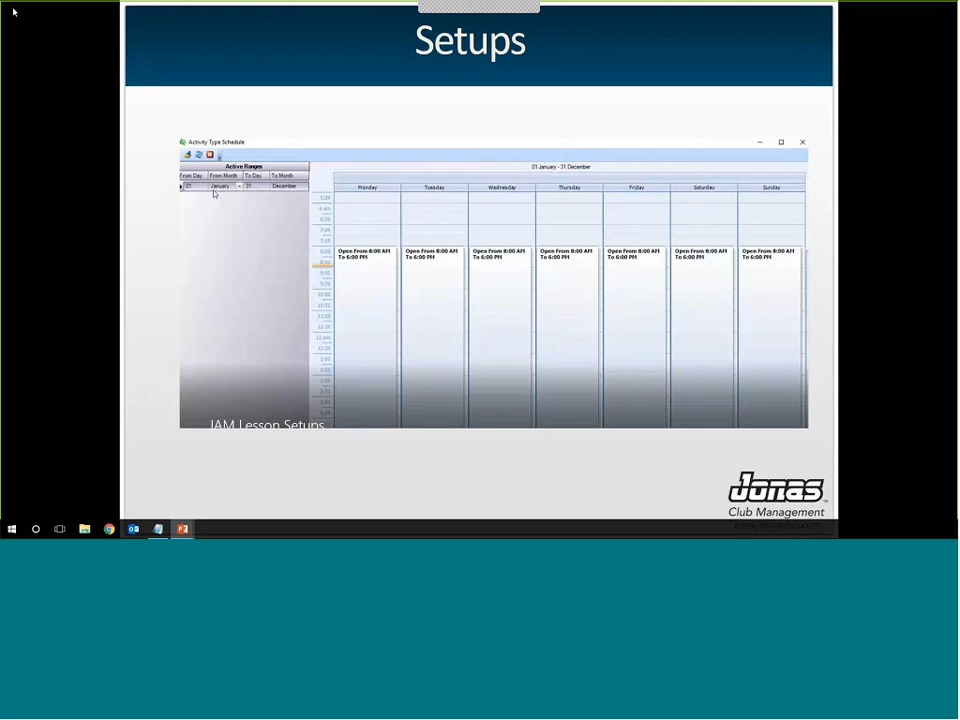 Setups
Activity Type Schedule
Active Ranges
01 January - 31 December
From Day From Month To Day To Month
01 January 31 December
Monday Tuesday Wednesday Thursday Friday Saturday Sunday
Open From 8:00 AM To 6:00 PM
Open From 8:00 AM To 6:00 PM
Open From 8:00 AM To 6:00 PM
Open From 8:00 AM To 6:00 PM
Open From 8:00 AM To 6:00 PM
Open From 8:00 AM To 6:00 PM
Open From 8:00 AM To 6:00 PM
JAM Lesson Setups
Jonas
Club Management